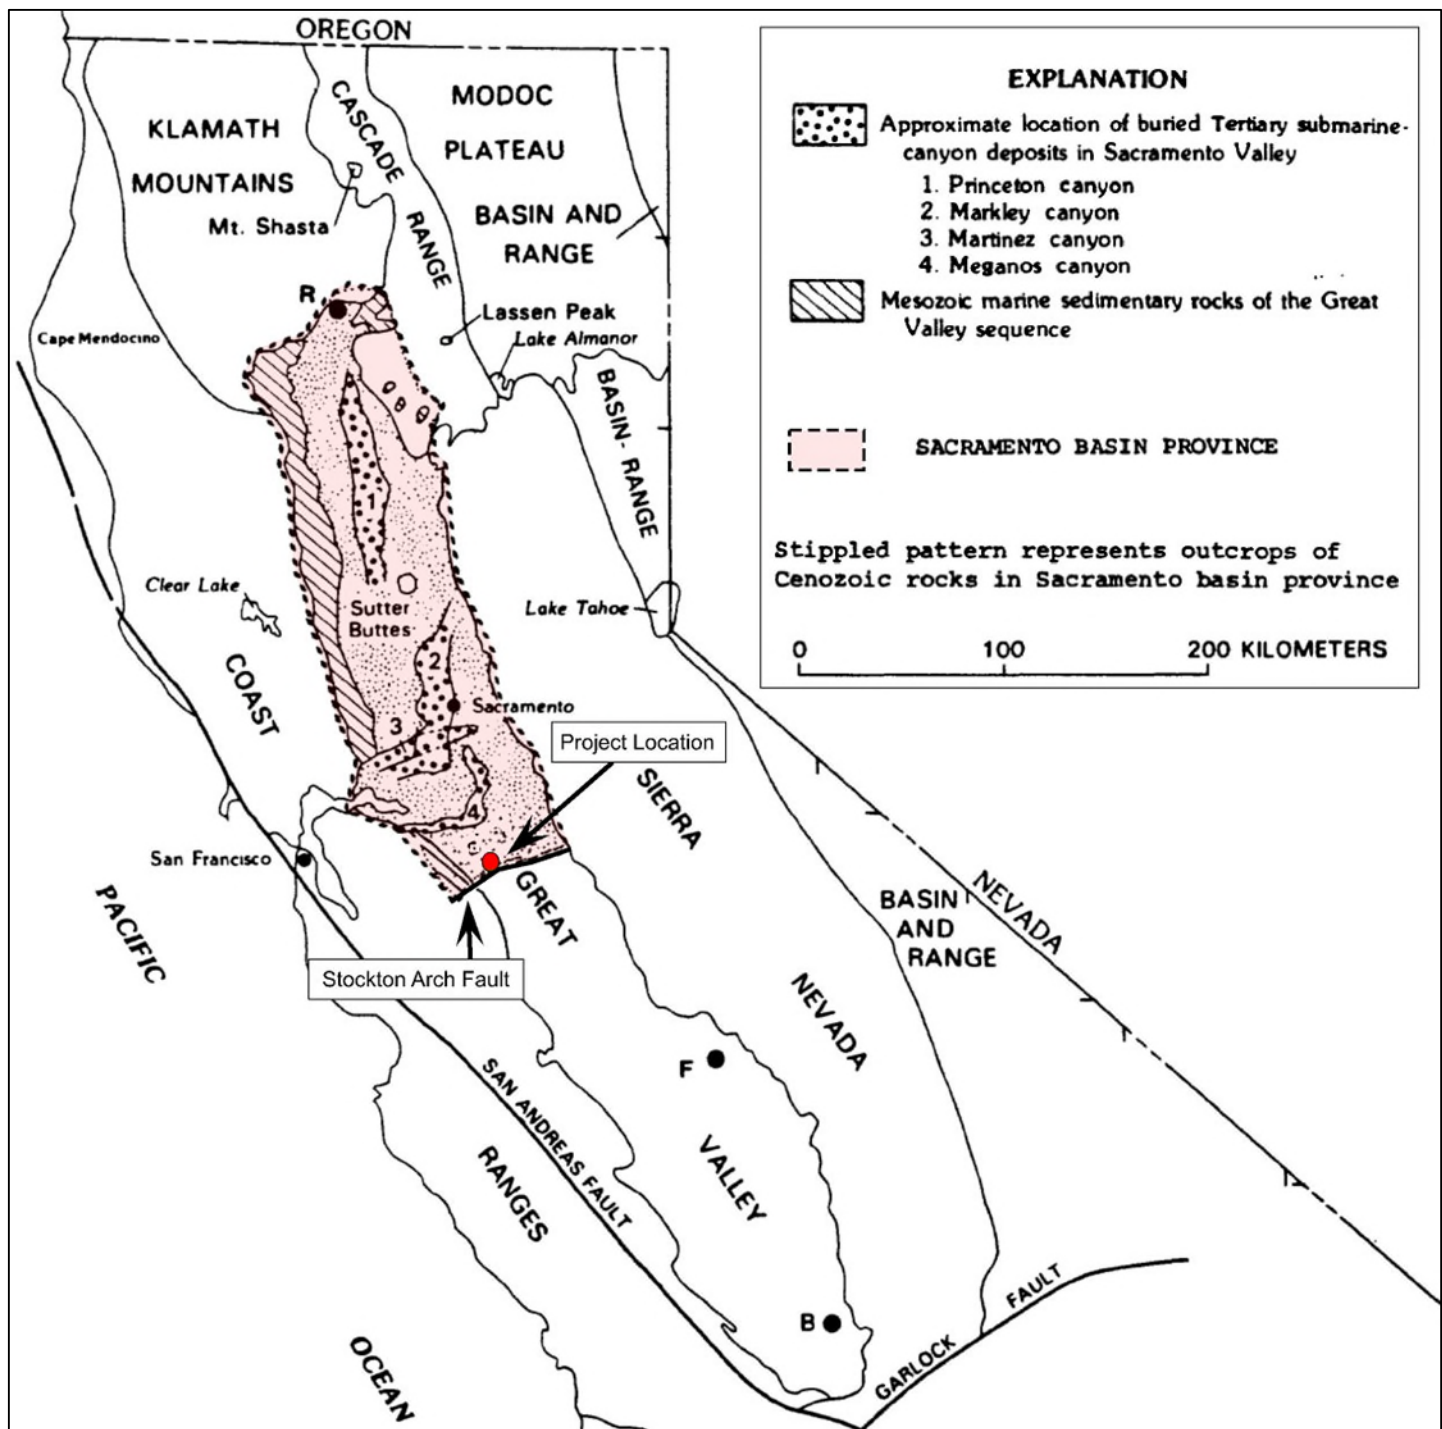 OREGON
KLAMATH
MOUNTAINS
CASCADE
RANGE
MODOC
PLATEAU
BASIN AND
RANGE
Mt. Shasta
R
Lassen Peak
Lake Almanor
Cape Mendocino
BASIN-RANGE
1
Clear Lake
Sutter
Buttes
Lake Tahoe
COAST
2
Sacramento
3
Project Location
4
SIERRA
San Francisco
GREAT
PACIFIC
Stockton Arch Fault
BASIN
AND
RANGE
NEVADA
NEVADA
F
SAN ANDREAS FAULT
VALLEY
RANGES
B
GARLOCK
FAULT
OCEAN
EXPLANATION
Approximate location of buried Tertiary submarine-
canyon deposits in Sacramento Valley
1. Princeton canyon
2. Markley canyon
3. Martinez canyon
4. Meganos canyon
Mesozoic marine sedimentary rocks of the Great
Valley sequence
SACRAMENTO BASIN PROVINCE
Stippled pattern represents outcrops of
Cenozoic rocks in Sacramento basin province
0 100 200 KILOMETERS